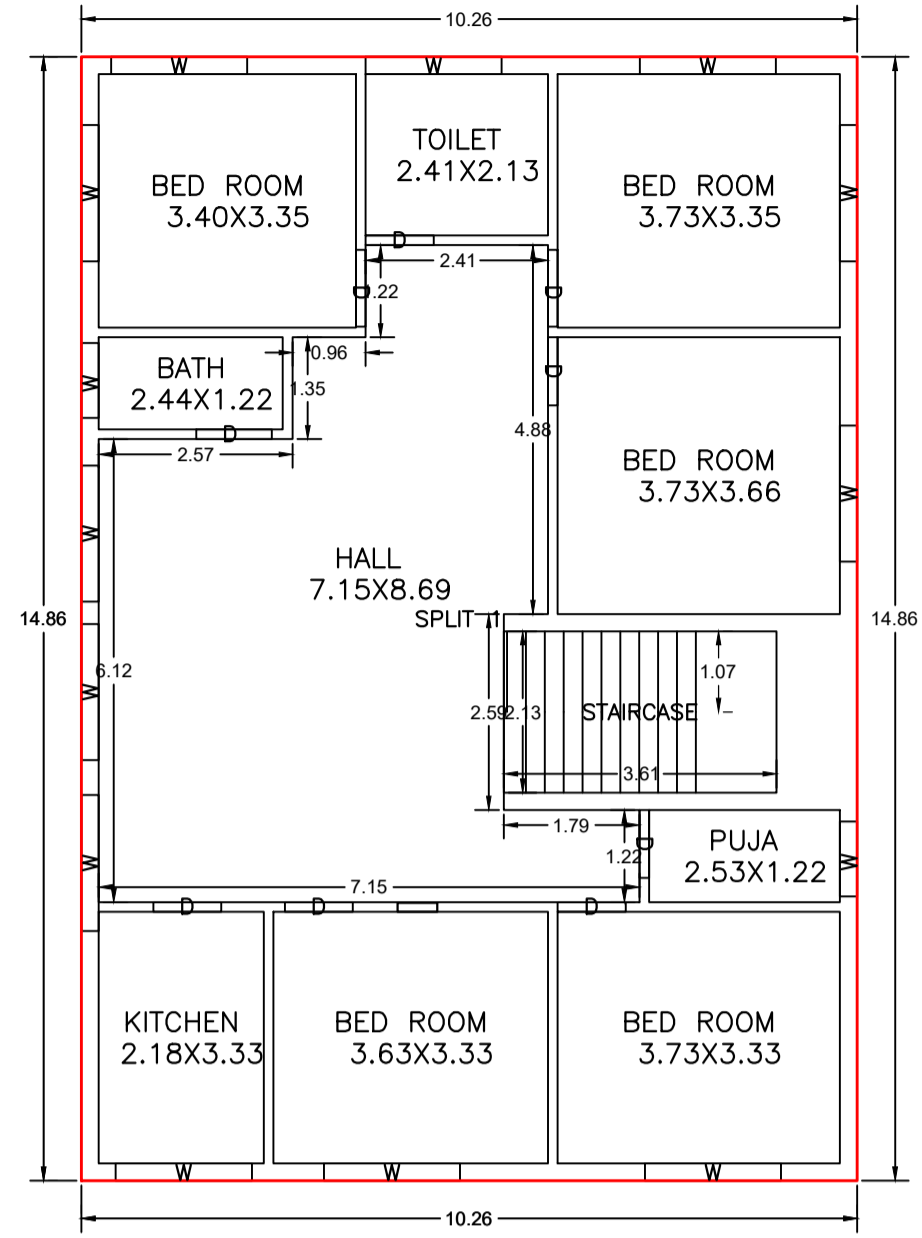 10.26
W W W
TOILET
2.41X2.13
BED ROOM
3.40X3.35
BED ROOM
3.73X3.35
W
W
D
2.41
D
.22
D
0.96
BATH
2.44X1.22
W
1.35
D
D
2.57
4.88
BED ROOM
3.73X3.66
W
W
HALL
7.15X8.69
SPLIT 1
14.86
14.86
6.12
W
1.07
2.59
2.13
STAIRCASE
3.61
1.79
1.22
D
PUJA
2.53X1.22
W
W
7.15
D D D
KITCHEN
2.18X3.33
BED ROOM
3.63X3.33
BED ROOM
3.73X3.33
W W W
10.26